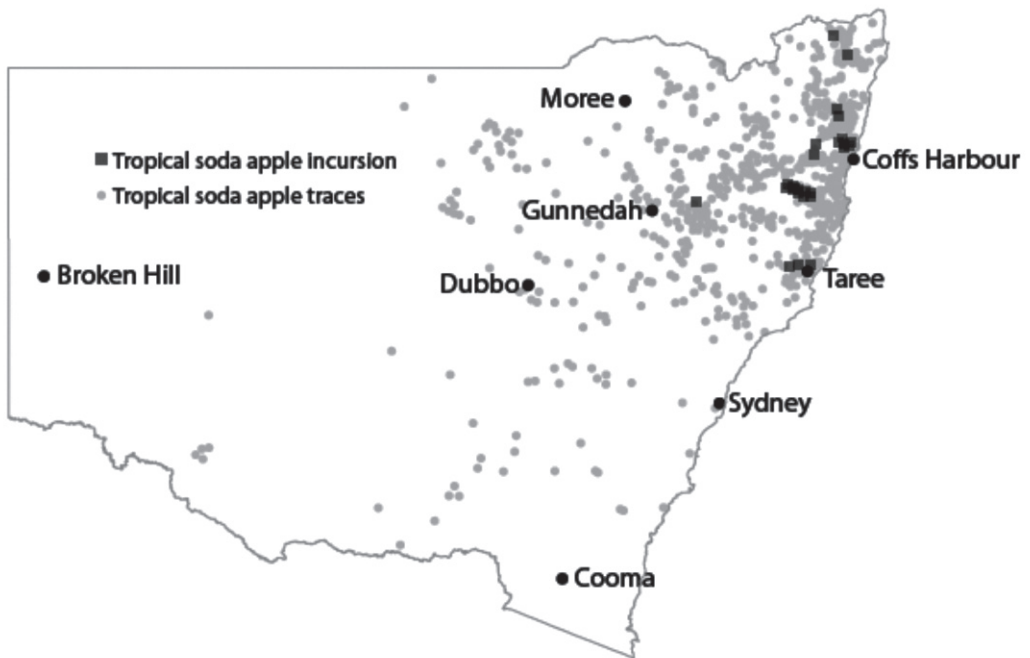 Moree
Tropical soda apple incursion
Coffs Harbour
Tropical soda apple traces
Gunnedah
Broken Hill
Dubbo
Taree
Sydney
Cooma